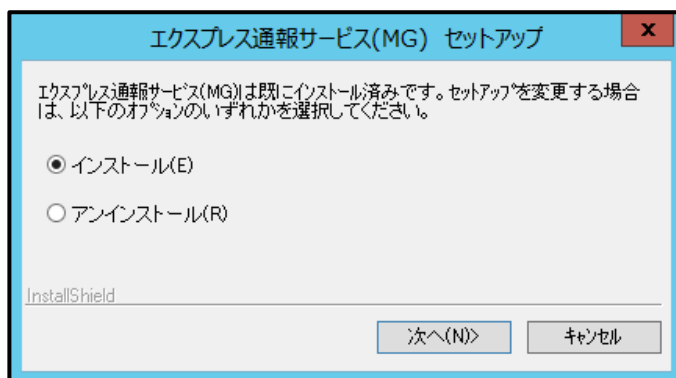 エクスプレス通報サービス(MG) セットアップ
x
エクスプレス通報サービス(MG)は既にインストール済みです。セットアップを変更する場合
は、以下のオプションのいずれかを選択してください。
インストール(E)
アンインストール(R)
InstallShield
次へ(N)>
キャンセル